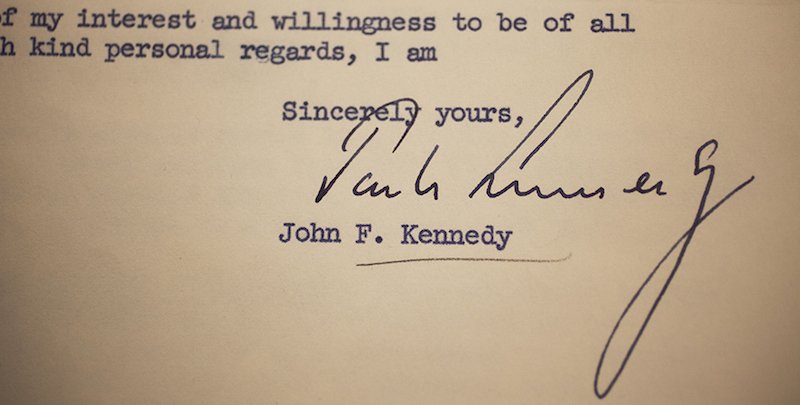 f my interest and willingness to be of all
h kind personal regards, I am
Sincerely yours,
John F. Kennedy